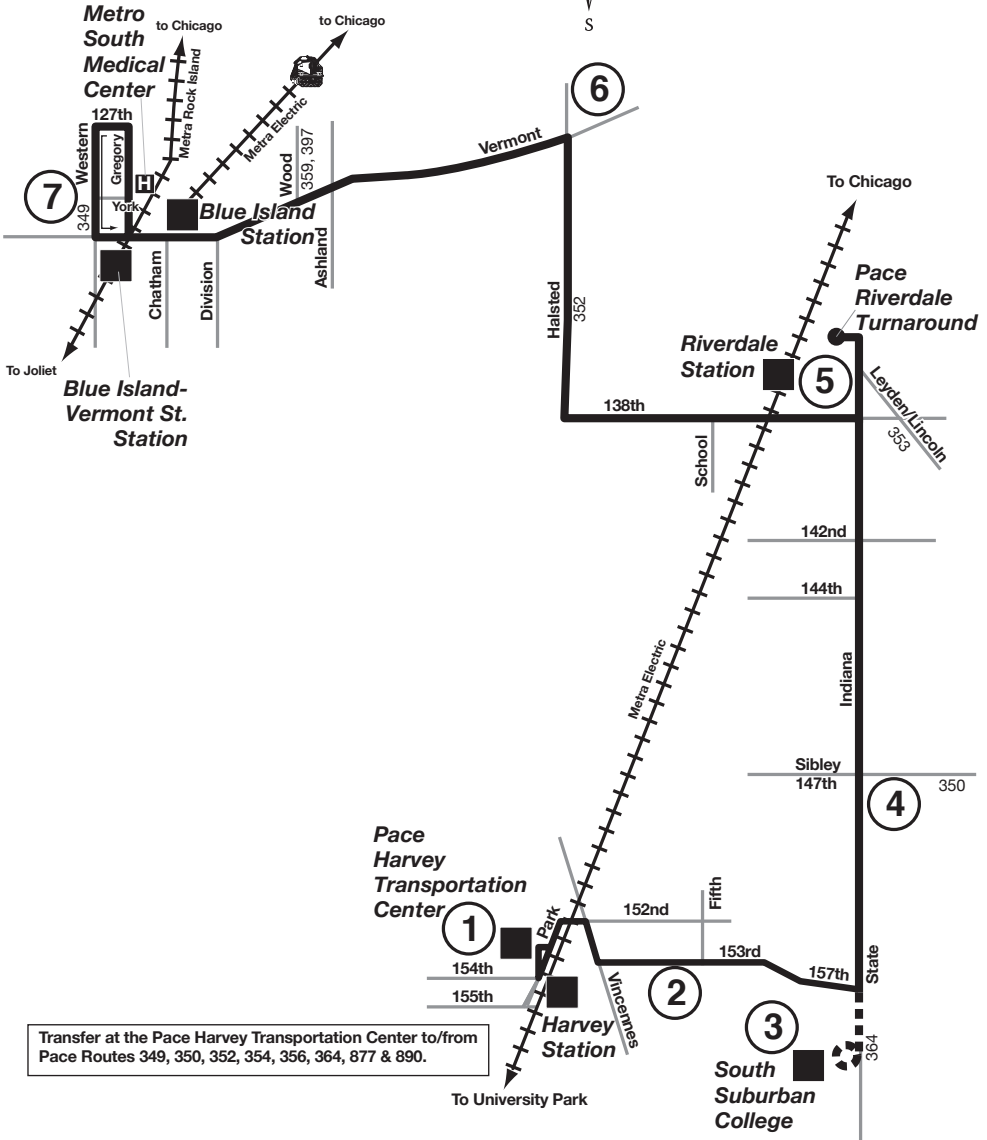 S
Metro
South
Medical
Center
to Chicago
to Chicago
Metra Rock Island
Metra Electric
6
127th
Western
Gregory
H
York
7
349
Wood
359, 397
Vermont
Blue Island
Station
Ashland
Chatham
Division
To Joliet
Blue Island-
Vermont St.
Station
Halsted
352
To Chicago
Pace
Riverdale
Turnaround
Riverdale
Station
5
Leyden/Lincoln
353
138th
School
142nd
144th
Indiana
Metra Electric
Sibley
147th
350
4
Pace
Harvey
Transportation
Center
1
Park
152nd
Fifth
153rd
157th
State
154th
155th
2
Vincennes
Harvey
Station
3
364
South
Suburban
College
Transfer at the Pace Harvey Transportation Center to/from
Pace Routes 349, 350, 352, 354, 356, 364, 877 & 890.
To University Park